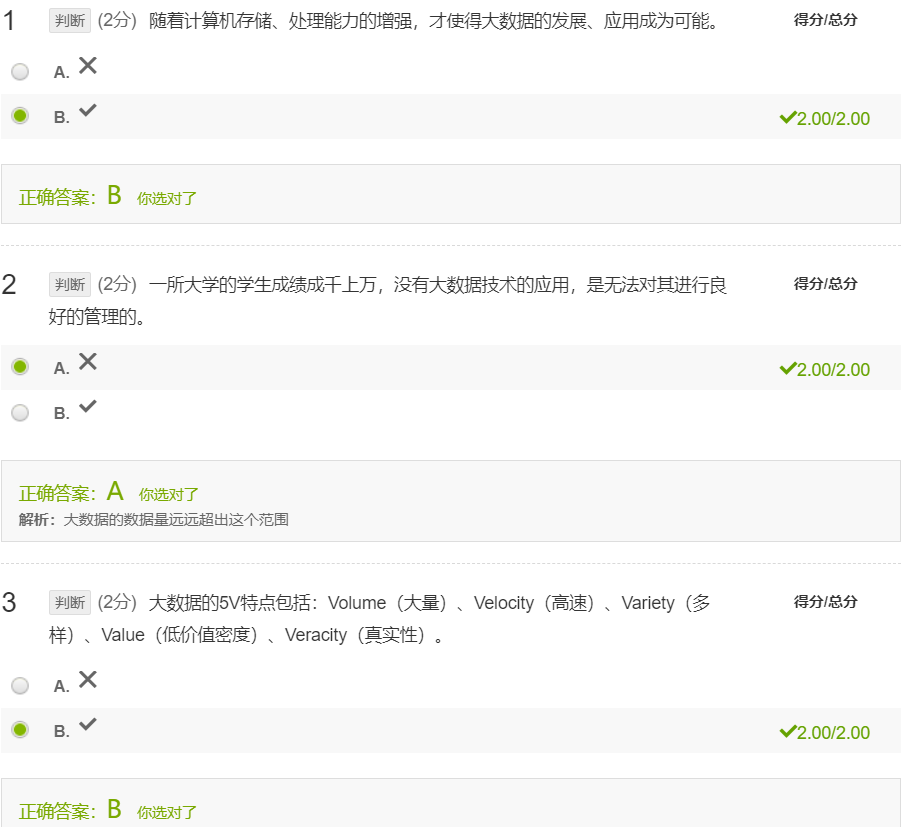 1 判断 (2分) 随着计算机存储、处理能力的增强，才使得大数据的发展、应用成为可能。 得分/总分
A. ✕
B. ✓ ✓2.00/2.00
正确答案：B 你选对了
2 判断 (2分) 一所大学的学生成绩成千上万，没有大数据技术的应用，是无法对其进行良 得分/总分
好的管理的。
A. ✕ ✓2.00/2.00
B. ✓
正确答案：A 你选对了
解析：大数据的数据量远远超出这个范围
3 判断 (2分) 大数据的5V特点包括：Volume（大量）、Velocity（高速）、Variety（多 得分/总分
样）、Value（低价值密度）、Veracity（真实性）。
A. ✕
B. ✓ ✓2.00/2.00
正确答案：B 你选对了